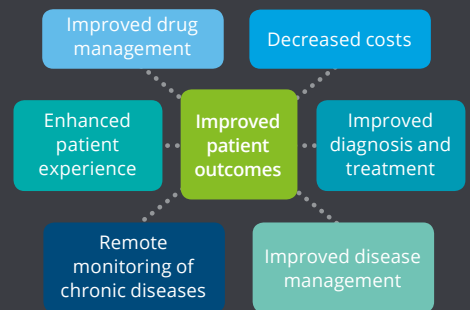 Improved drug
management
Decreased costs
Enhanced
patient
experience
Improved
patient
outcomes
Improved
diagnosis and
treatment
Remote
monitoring of
chronic diseases
Improved disease
management